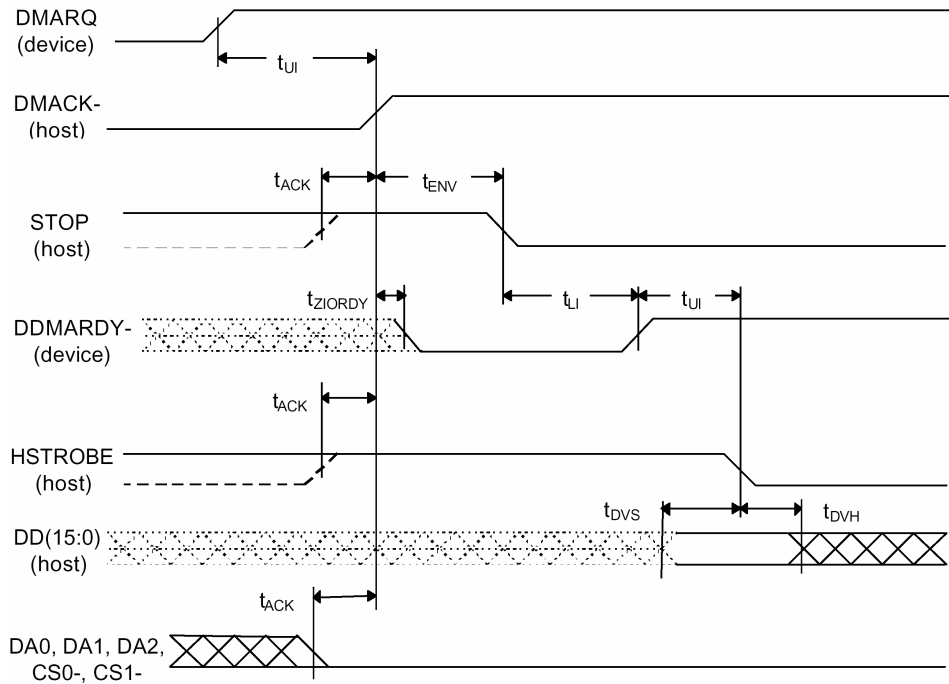 DMARQ
(device)
tUI
DMACK-
(host)
tACK
tENV
STOP
(host)
tZIORDY
tLI
tUI
DDMARDY-
(device)
tACK
HSTROBE
(host)
tDVS
tDVH
DD(15:0)
(host)
tACK
DA0, DA1, DA2,
CS0-, CS1-